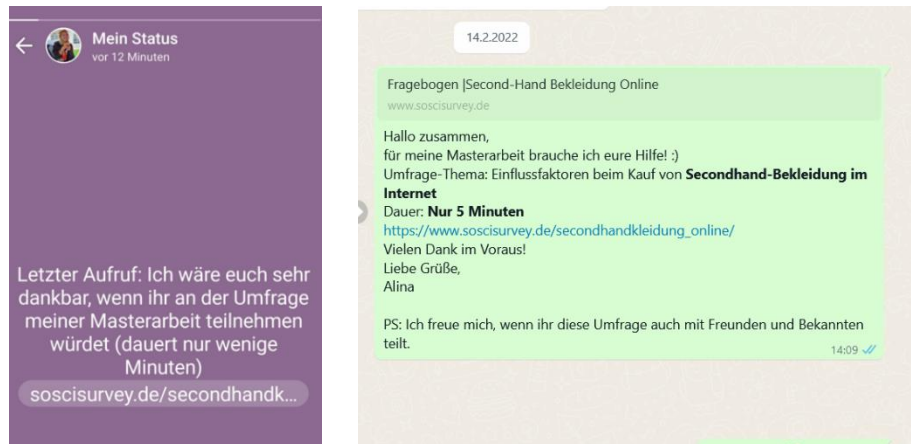 Mein Status
vor 12 Minuten
Letzter Aufruf: Ich wäre euch sehr
dankbar, wenn ihr an der Umfrage
meiner Masterarbeit teilnehmen
würdet (dauert nur wenige
Minuten)
soscisurvey.de/secondhandk...
14.2.2022
Fragebogen |Second-Hand Bekleidung Online
www.soscisurvey.de
Hallo zusammen,
für meine Masterarbeit brauche ich eure Hilfe! :)
Umfrage-Thema: Einflussfaktoren beim Kauf von Secondhand-Bekleidung im
Internet
Dauer: Nur 5 Minuten
https://www.soscisurvey.de/secondhandkleidung_online/
Vielen Dank im Voraus!
Liebe Grüße,
Alina
PS: Ich freue mich, wenn ihr diese Umfrage auch mit Freunden und Bekannten
teilt.
14:09